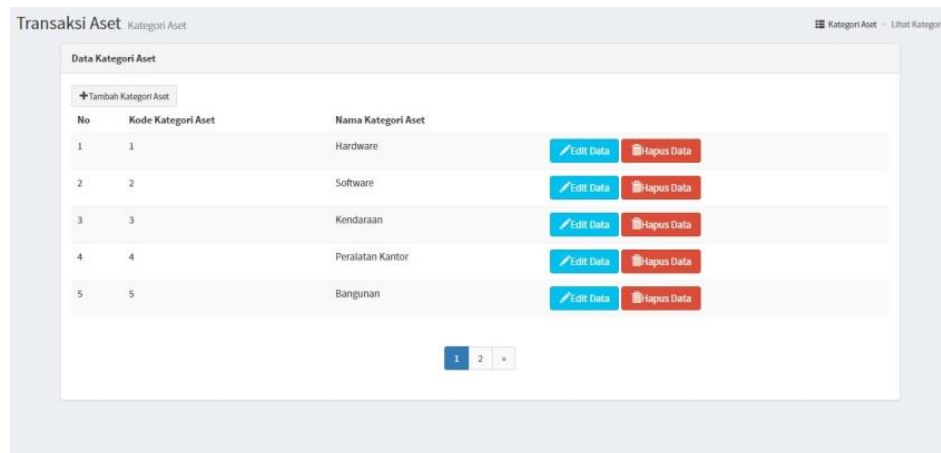 Transaksi Aset Kategori Aset
Kategori Aset > Lihat Kategor
Data Kategori Aset
+Tambah Kategori Aset
No Kode Kategori Aset Nama Kategori Aset
1 1 Hardware Edit Data Hapus Data
2 2 Software Edit Data Hapus Data
3 3 Kendaraan Edit Data Hapus Data
4 4 Peralatan Kantor Edit Data Hapus Data
5 5 Bangunan Edit Data Hapus Data
1 2 »